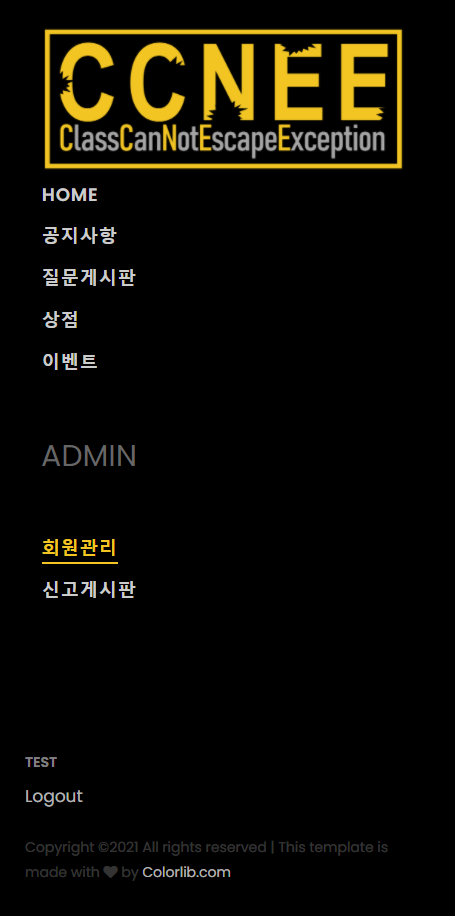 CCNEE
ClassCanNotEscapeException
HOME
공지사항
질문게시판
상점
이벤트
ADMIN
회원관리
신고게시판
TEST
Logout
Copyright ©2021 All rights reserved | This template is
made with ♥ by Colorlib.com